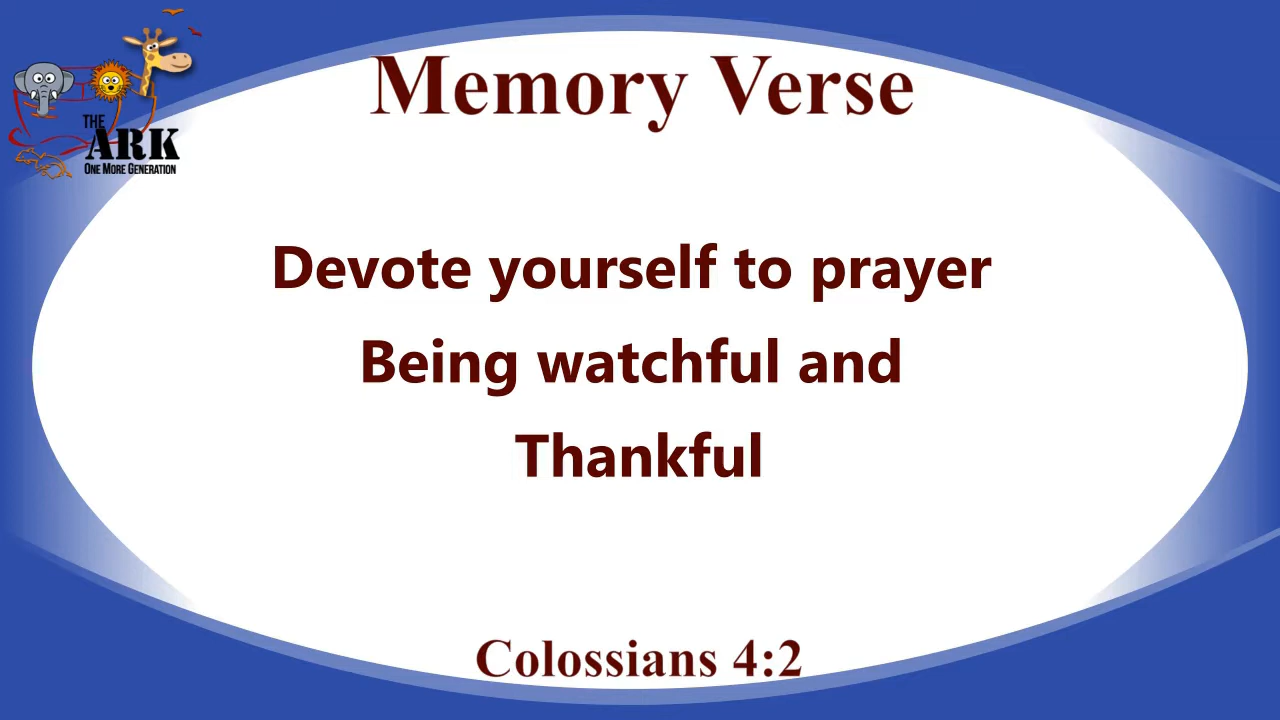 Memory Verse
THE
ARK
ONE MORE GENERATION
Devote yourself to prayer
Being watchful and
Thankful
Colossians 4:2